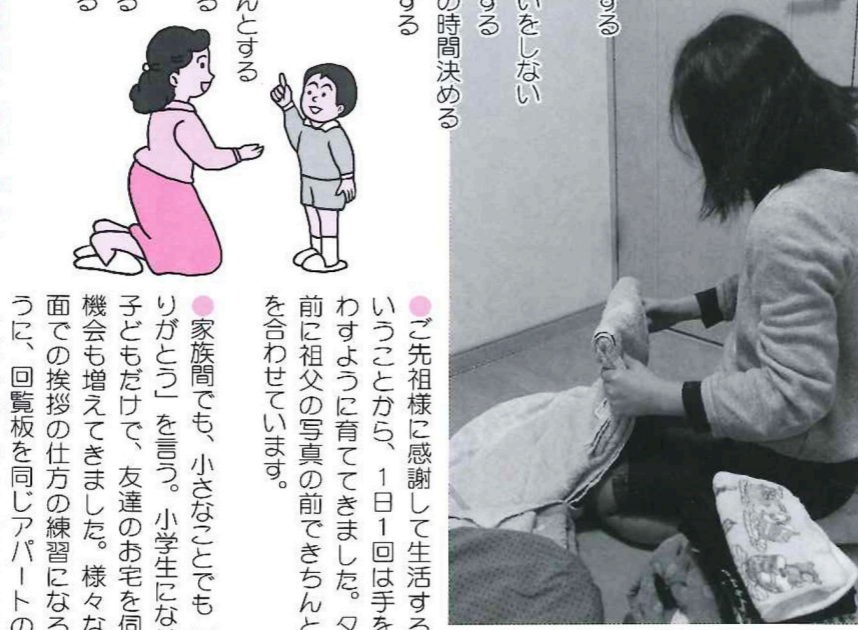 する
いをしない
する
の時間決める
する
んとする
る
る
る
●ご先祖様に感謝して生活する
いうことから、1日1回は手を
わすように育ててきました。夕
前に祖父の写真の前できちんと
を合わせています。
●家族間でも、小さなことでも
りがとう」を言う。小学生にな
子どもだけで、友達のお宅を伺
機会も増えてきました。様々な
面での挨拶の仕方の練習になる
うに、回覧板を同じアパートの